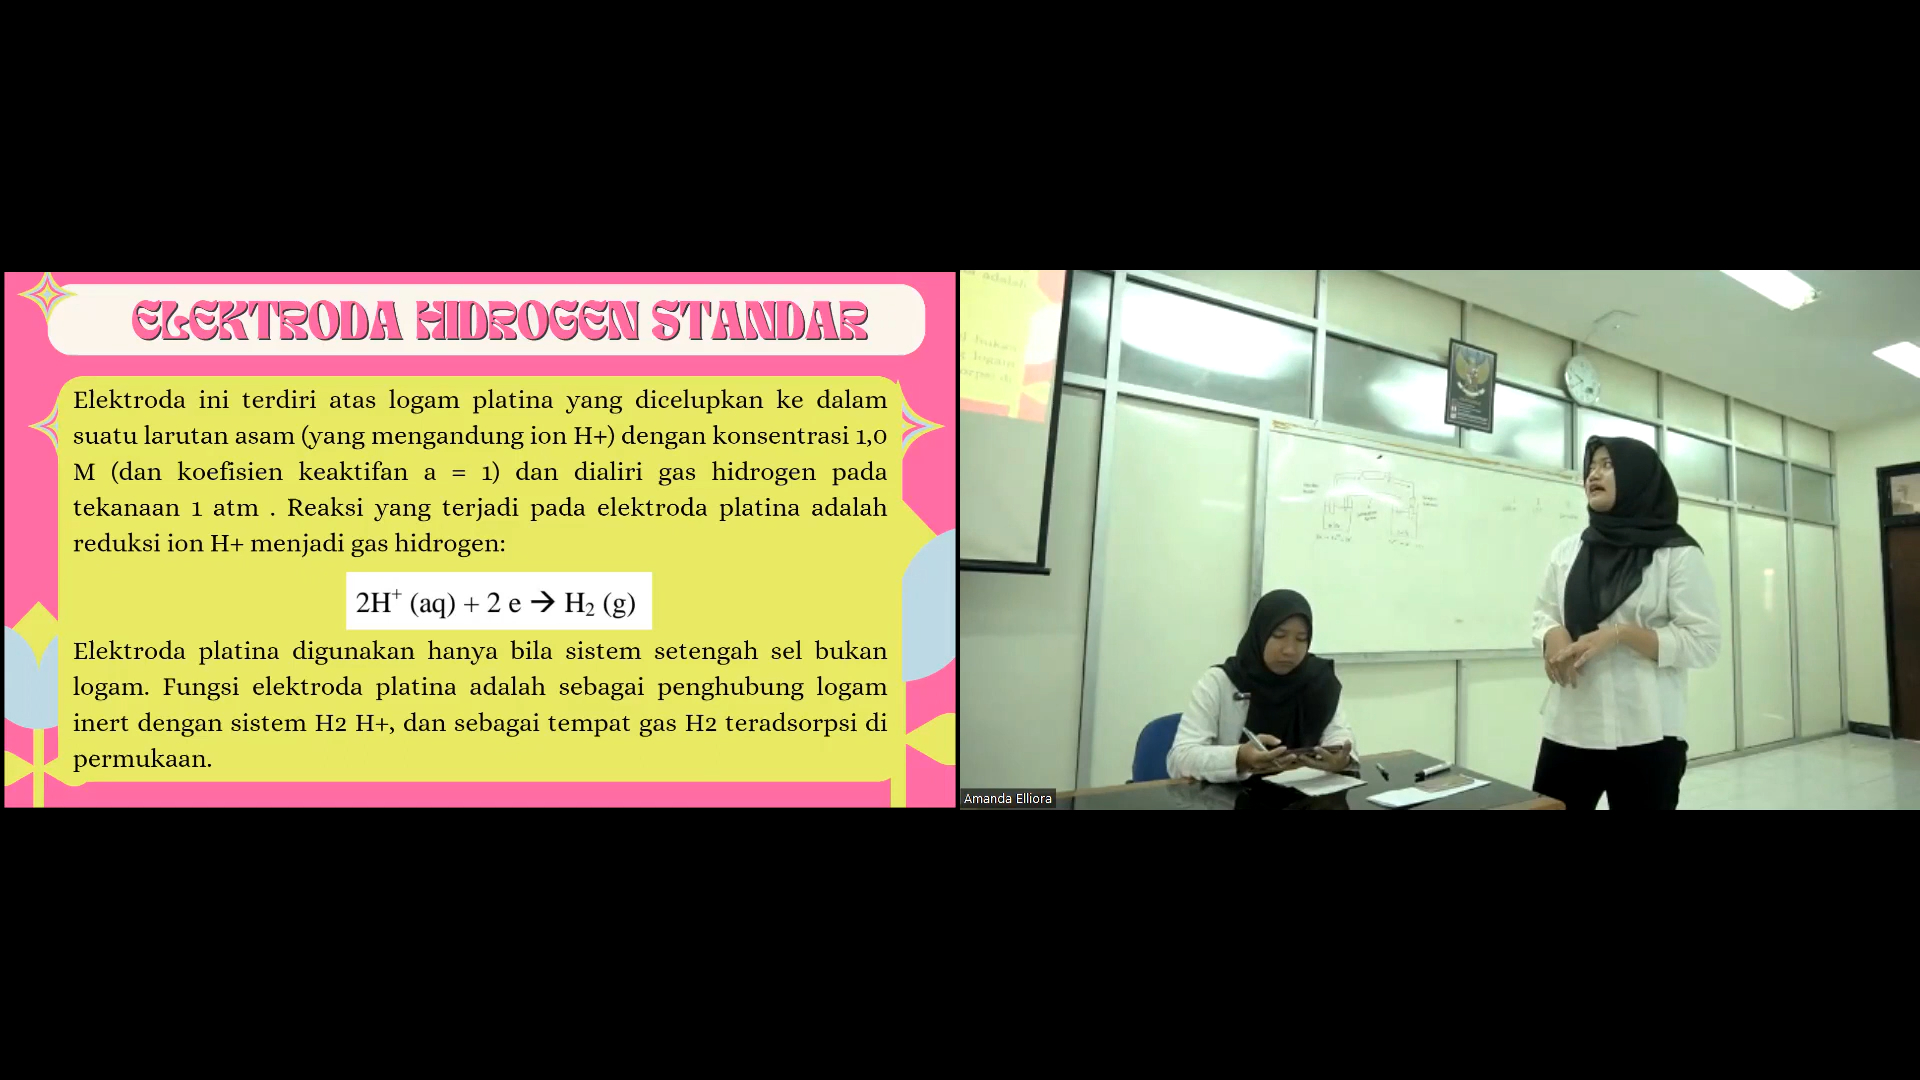 ELEKTRODA HIDROGEN STANDAR
Elektroda ini terdiri atas logam platina yang dicelupkan ke dalam
suatu larutan asam (yang mengandung ion H+) dengan konsentrasi 1,0
M (dan koefisien keaktifan a = 1) dan dialiri gas hidrogen pada
tekanaan 1 atm . Reaksi yang terjadi pada elektroda platina adalah
reduksi ion H+ menjadi gas hidrogen:
2H⁺ (aq) + 2 e → H₂ (g)
Elektroda platina digunakan hanya bila sistem setengah sel bukan
logam. Fungsi elektroda platina adalah sebagai penghubung logam
inert dengan sistem H2 H+, dan sebagai tempat gas H2 teradsorpsi di
permukaan.
adalah
bukan
logam
Amanda Elliora